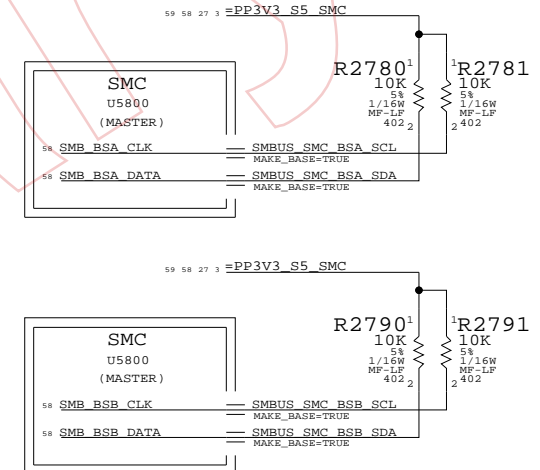 59 58 27 3 =PP3V3_S5_SMC
R2780 1
1 R2781
10K
10K
5%
5%
1/16W
1/16W
MF-LF
MF-LF
402 2
2 402
SMC
U5800
(MASTER)
58 SMB_BSA_CLK
SMBUS_SMC_BSA_SCL
MAKE_BASE=TRUE
58 SMB_BSA_DATA
SMBUS_SMC_BSA_SDA
MAKE_BASE=TRUE
59 58 27 3 =PP3V3_S5_SMC
R2790 1
1 R2791
10K
10K
5%
5%
1/16W
1/16W
MF-LF
MF-LF
402 2
2 402
SMC
U5800
(MASTER)
58 SMB_BSB_CLK
SMBUS_SMC_BSB_SCL
MAKE_BASE=TRUE
58 SMB_BSB_DATA
SMBUS_SMC_BSB_SDA
MAKE_BASE=TRUE